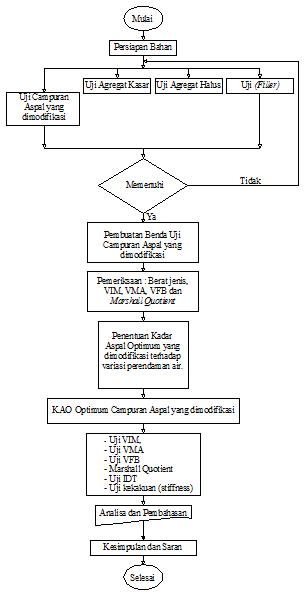 Mulai
Persiapan Bahan
Uji Campuran
Aspal yang
dimodifikasi
Uji Agregat Kasar
Uji Agregat Halus
Uji (Filler)
Memenuhi
Tidak
Ya
Pembuatan Benda Uji
Campuran Aspal yang
dimodifikasi
Pemeriksaan : Berat jenis,
VIM, VMA, VFB dan
Marshall Quotient
Penentuan Kadar
Aspal Optimum yang
dimodifikasi terhadap
variasi perendaman air.
KAO Optimum Campuran Aspal yang dimodifikasi
- Uji VIM,
- Uji VMA
- Uji VFB
- Marshall Quotient
- Uji IDT
- Uji kekakuan (stiffness)
Analisa dan Pembahasan
Kesimpulan dan Saran
Selesai